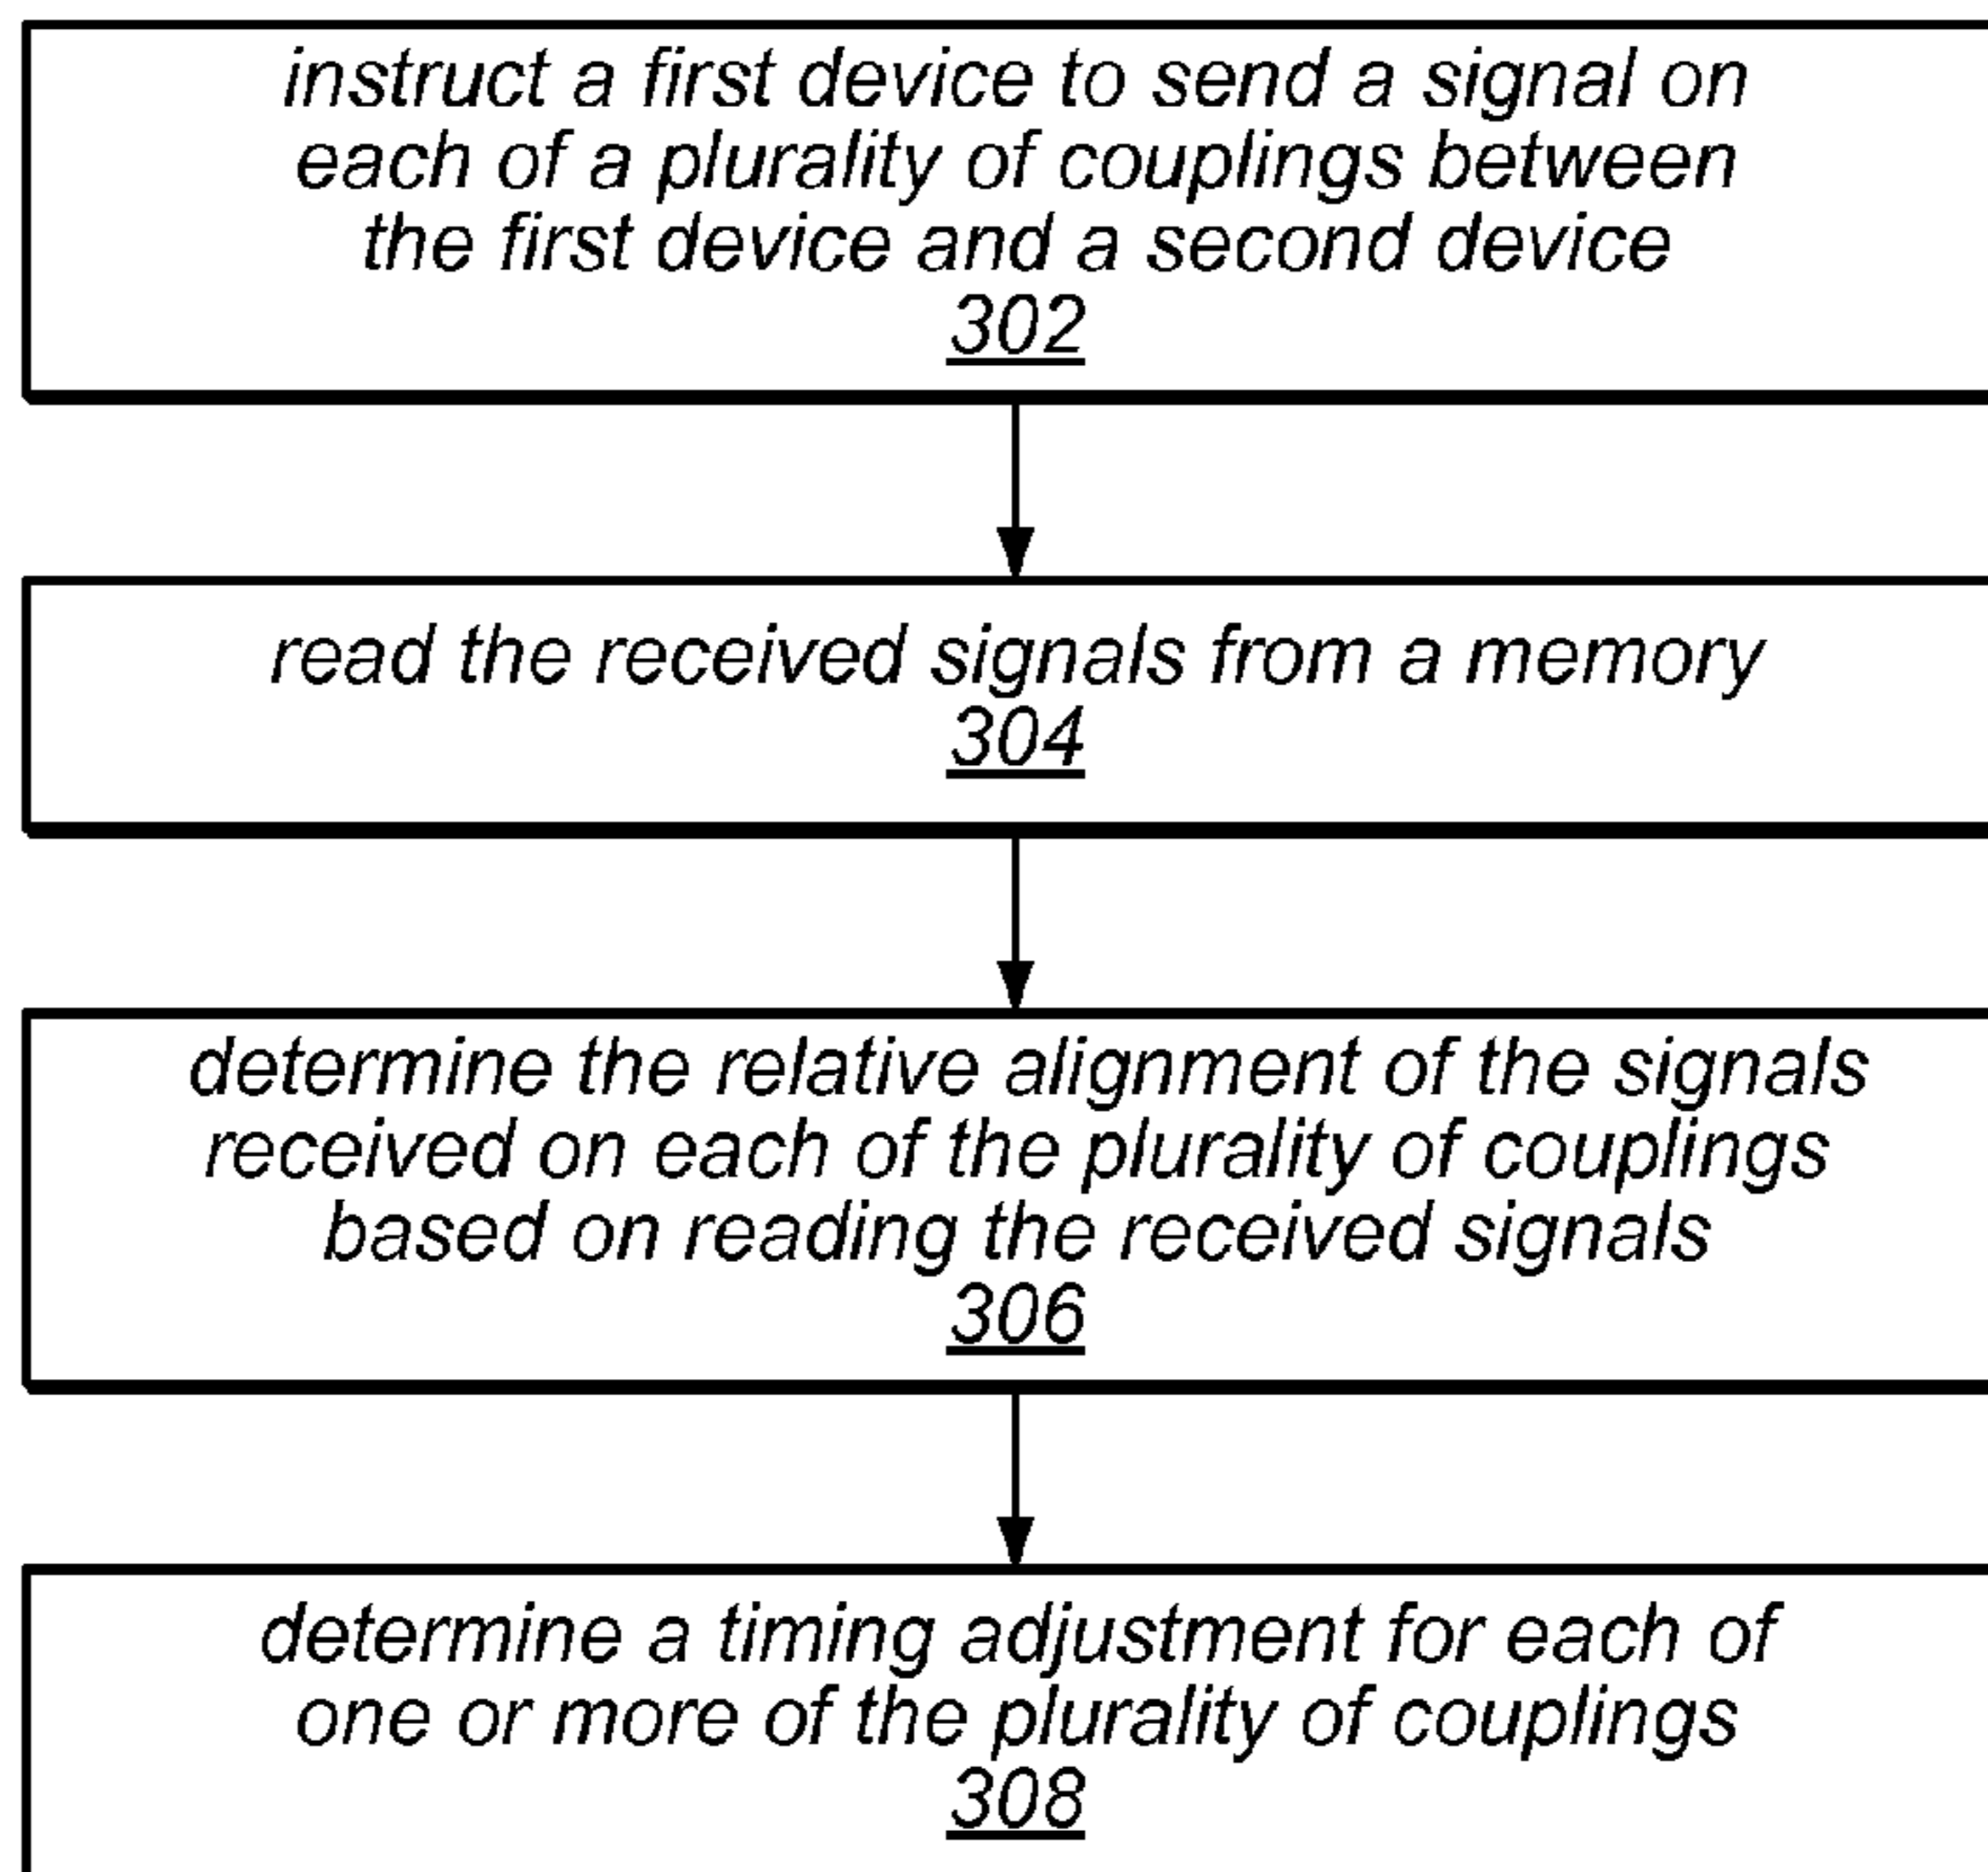 instruct a first device to send a signal on
each of a plurality of couplings between
the first device and a second device
302
read the received signals from a memory
304
determine the relative alignment of the signals
received on each of the plurality of couplings
based on reading the received signals
306
determine a timing adjustment for each of
one or more of the plurality of couplings
308